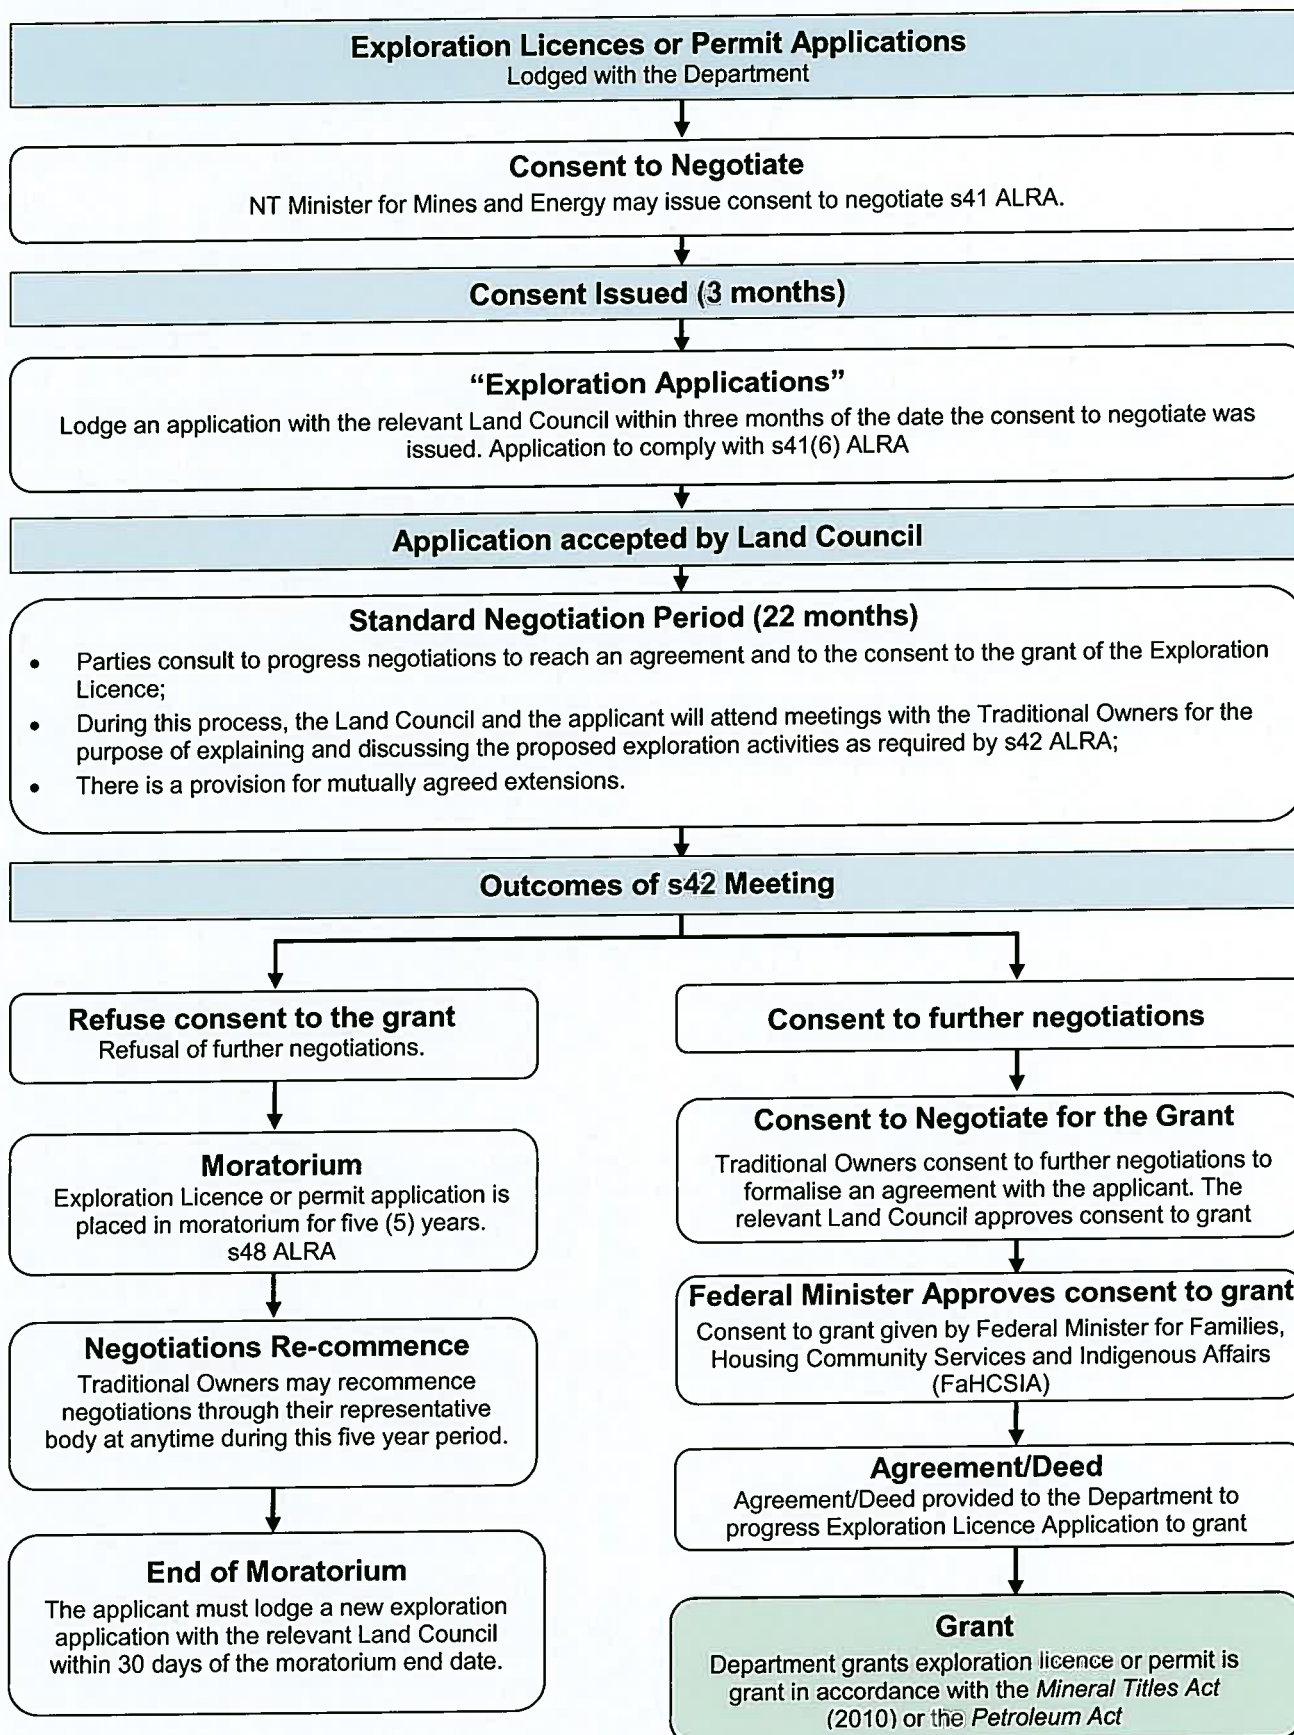 Exploration Licences or Permit Applications
Lodged with the Department
Consent to Negotiate
NT Minister for Mines and Energy may issue consent to negotiate s41 ALRA.
Consent Issued (3 months)
“Exploration Applications”
Lodge an application with the relevant Land Council within three months of the date the consent to negotiate was
issued. Application to comply with s41(6) ALRA
Application accepted by Land Council
Standard Negotiation Period (22 months)
• Parties consult to progress negotiations to reach an agreement and to the consent to the grant of the Exploration
Licence;
• During this process, the Land Council and the applicant will attend meetings with the Traditional Owners for the
purpose of explaining and discussing the proposed exploration activities as required by s42 ALRA;
• There is a provision for mutually agreed extensions.
Outcomes of s42 Meeting
Refuse consent to the grant
Refusal of further negotiations.
Moratorium
Exploration Licence or permit application is
placed in moratorium for five (5) years.
s48 ALRA
Negotiations Re-commence
Traditional Owners may recommence
negotiations through their representative
body at anytime during this five year period.
End of Moratorium
The applicant must lodge a new exploration
application with the relevant Land Council
within 30 days of the moratorium end date.
Consent to further negotiations
Consent to Negotiate for the Grant
Traditional Owners consent to further negotiations to
formalise an agreement with the applicant. The
relevant Land Council approves consent to grant
Federal Minister Approves consent to grant
Consent to grant given by Federal Minister for Families,
Housing Community Services and Indigenous Affairs
(FaHCSIA)
Agreement/Deed
Agreement/Deed provided to the Department to
progress Exploration Licence Application to grant
Grant
Department grants exploration licence or permit is
grant in accordance with the Mineral Titles Act
(2010) or the Petroleum Act